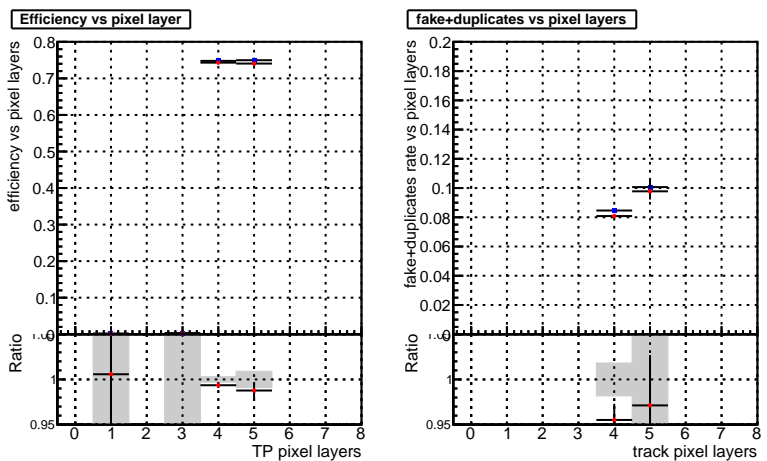 Efficiency vs pixel layer
efficiency vs pixel layers
0.8
0.7
0.6
0.5
0.4
0.3
0.2
0.1
0
Ratio
1
0.95
0 1 2 3 4 5 6 7 8
TP pixel layers
fake+duplicates vs pixel layers
fake+duplicates rate vs pixel layers
0.2
0.18
0.16
0.14
0.12
0.1
0.08
0.06
0.04
0.02
0
Ratio
1
0.95
0 1 2 3 4 5 6 7 8
track pixel layers